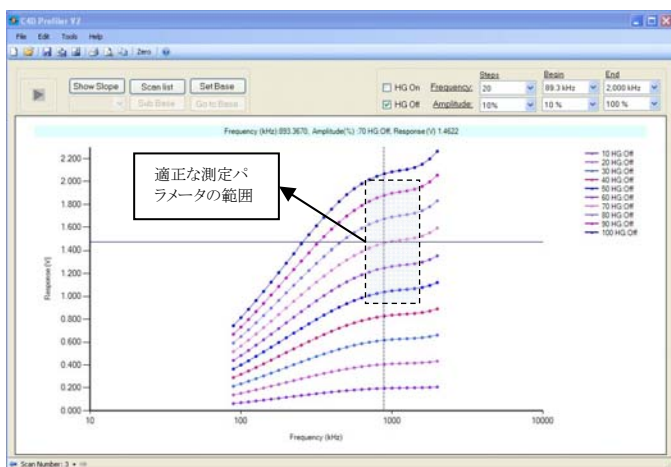 C4D Profiler V2
File Edit Tools Help
Zero
Show Slope Scan list Set Base
Sub Base Go to Base
Steps Begin End
HG On Frequency: 20 89.3 kHz 2,000 kHz
HG Off Amplitude: 10% 10 % 100 %
Frequency (kHz):893.3670, Amplitude(%) :70 HG Off, Response (V) 1.4622
適正な測定パ
ラメータの範囲
Response (V)
2.200
2.000
1.800
1.600
1.400
1.200
1.000
0.800
0.600
0.400
0.200
0.000
10 100 1000 10000
Frequency (kHz)
10 HG Off
20 HG Off
30 HG Off
40 HG Off
50 HG Off
60 HG Off
70 HG Off
80 HG Off
90 HG Off
100 HG Off
Scan Number: 3